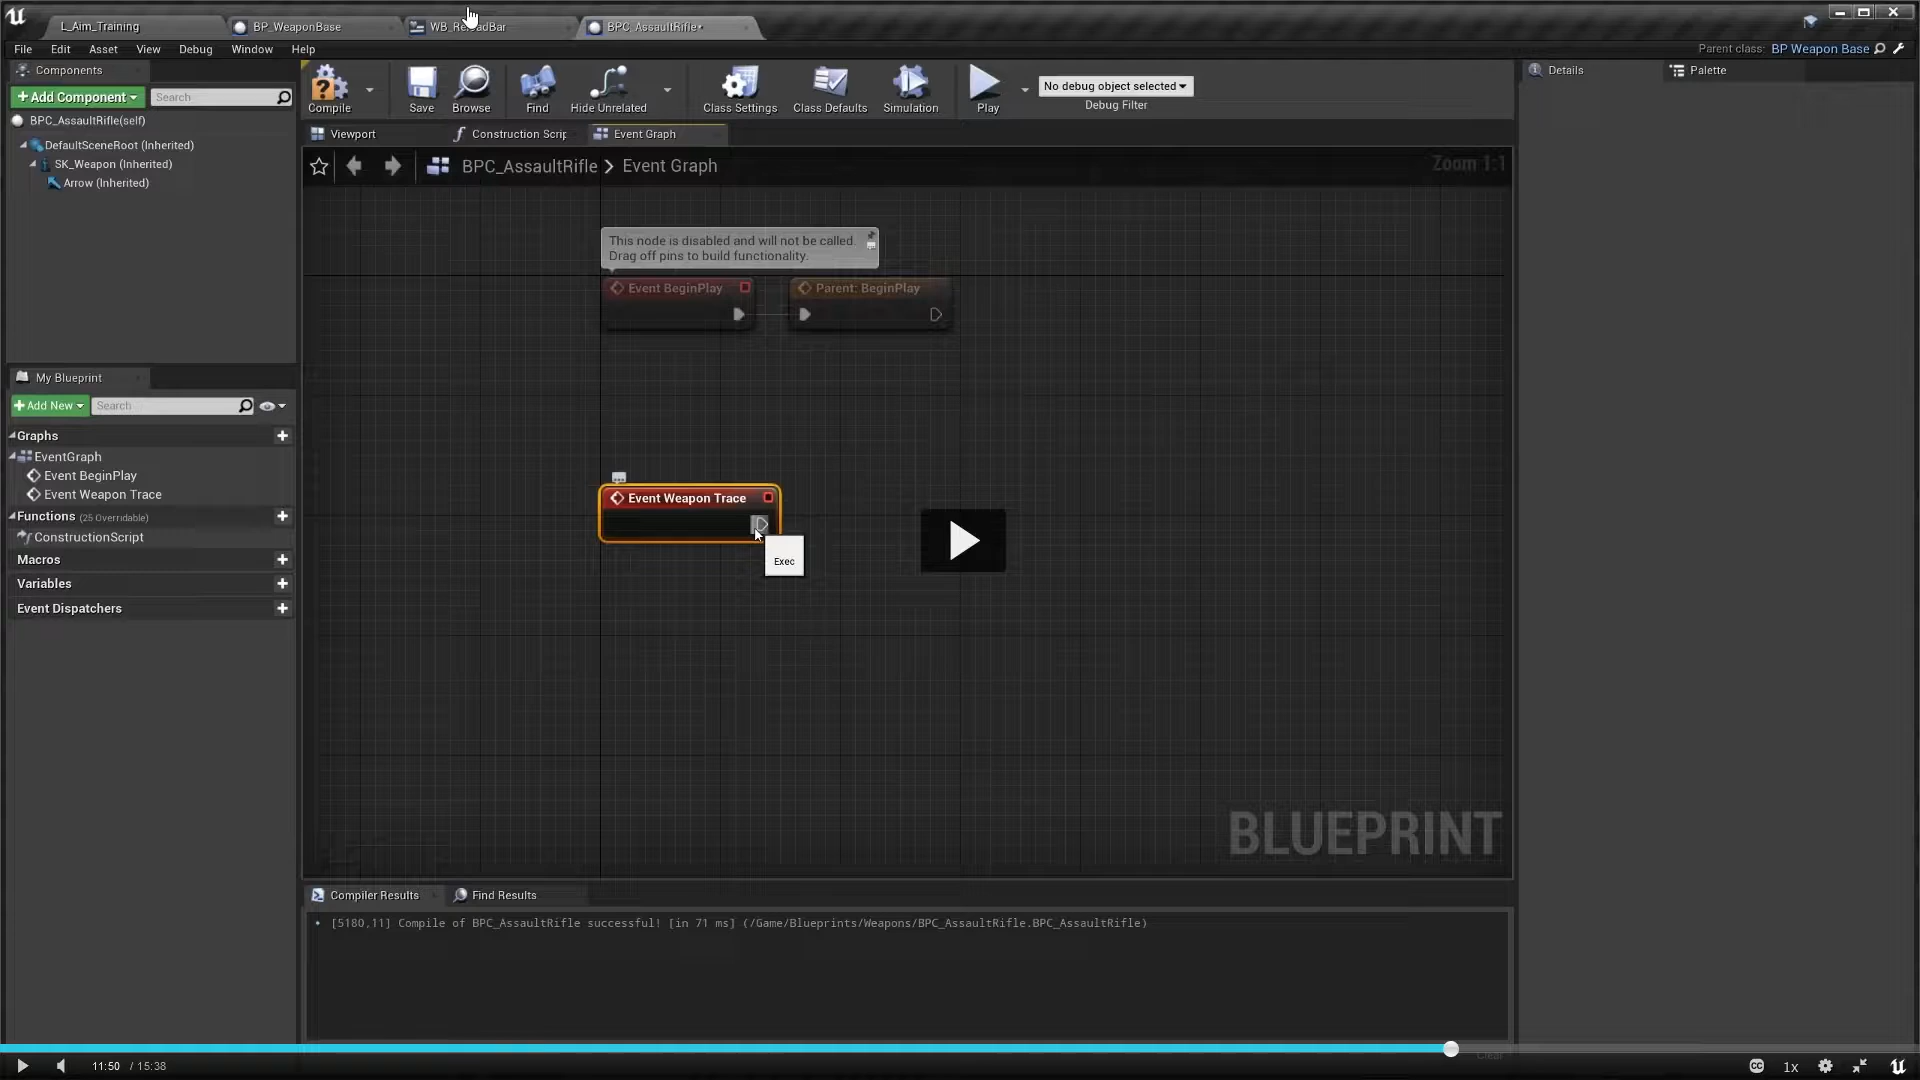 L_Aim_Training
BP_WeaponBase
BPC_AssaultRifle*
File Edit Asset View Debug Window Help
Parent class: BP Weapon Base
Components
+Add Component
Search
BPC_AssaultRifle(self)
DefaultSceneRoot (Inherited)
SK_Weapon (Inherited)
Arrow (Inherited)
Compile
Save
Browse
Find
Hide Unrelated
Class Settings
Class Defaults
Simulation
Play
No debug object selected
Debug Filter
Details
Palette
Viewport
Construction Scrip
Event Graph
BPC_AssaultRifle > Event Graph
Zoom 1:1
This node is disabled and will not be called.
Drag off pins to build functionality.
Event BeginPlay
Parent: BeginPlay
Event Weapon Trace
Exec
BLUEPRINT
My Blueprint
+Add New
Search
Graphs
EventGraph
Event BeginPlay
Event Weapon Trace
Functions (25 Overridable)
ConstructionScript
Macros
Variables
Event Dispatchers
Compiler Results
Find Results
[5180,11] Compile of BPC_AssaultRifle successful! [in 71 ms] (/Game/Blueprints/Weapons/BPC_AssaultRifle.BPC_AssaultRifle)
Clear
11:50 / 15:38
CC
1x